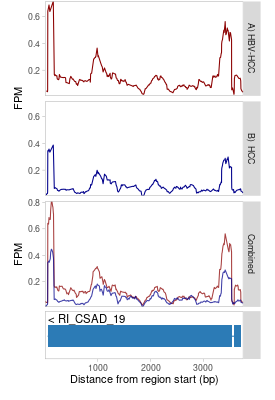 0.6
0.4
0.2
FPM
A) HBV-HCC
0.6
0.4
0.2
FPM
B) HCC
0.8
0.6
0.4
0.2
FPM
Combined
< RI_CSAD_19
1000 2000 3000
Distance from region start (bp)